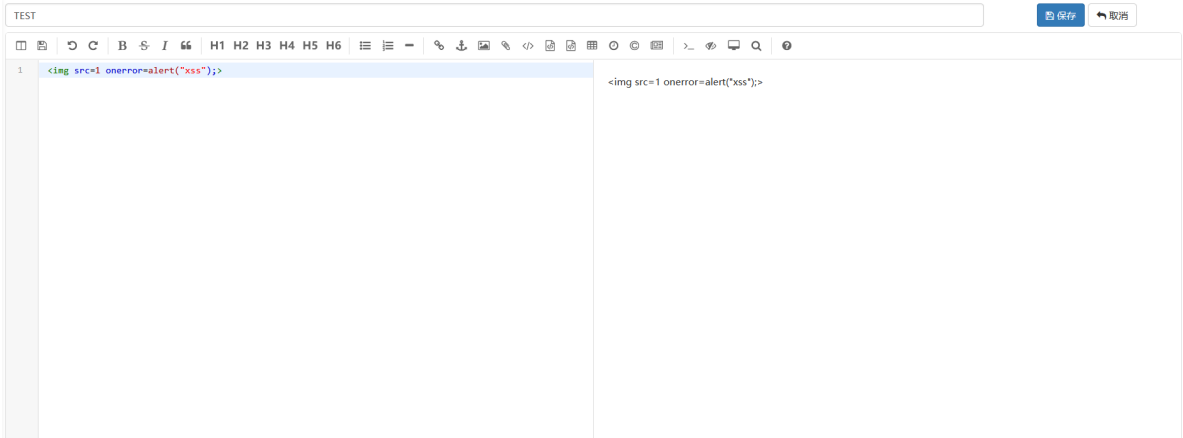 TEST
保存
取消
B S I H1 H2 H3 H4 H5 H6
1
<img src=1 onerror=alert("xss");>
<img src=1 onerror=alert("xss");>